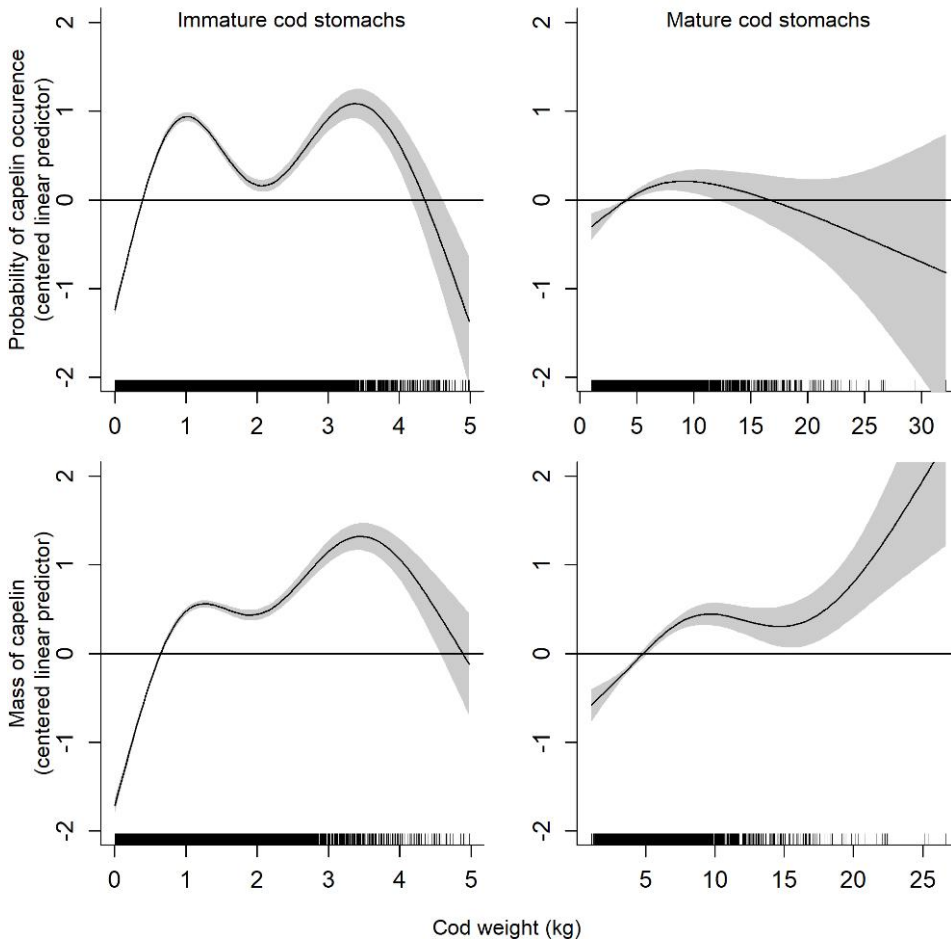 Immature cod stomachs
Mature cod stomachs
Probability of capelin occurence
(centered linear predictor)
2
1
0
-1
-2
0 1 2 3 4 5
2
1
0
-1
-2
0 5 10 15 20 25 30
Mass of capelin
(centered linear predictor)
2
1
0
-1
-2
0 1 2 3 4 5
2
1
0
-1
-2
5 10 15 20 25
Cod weight (kg)